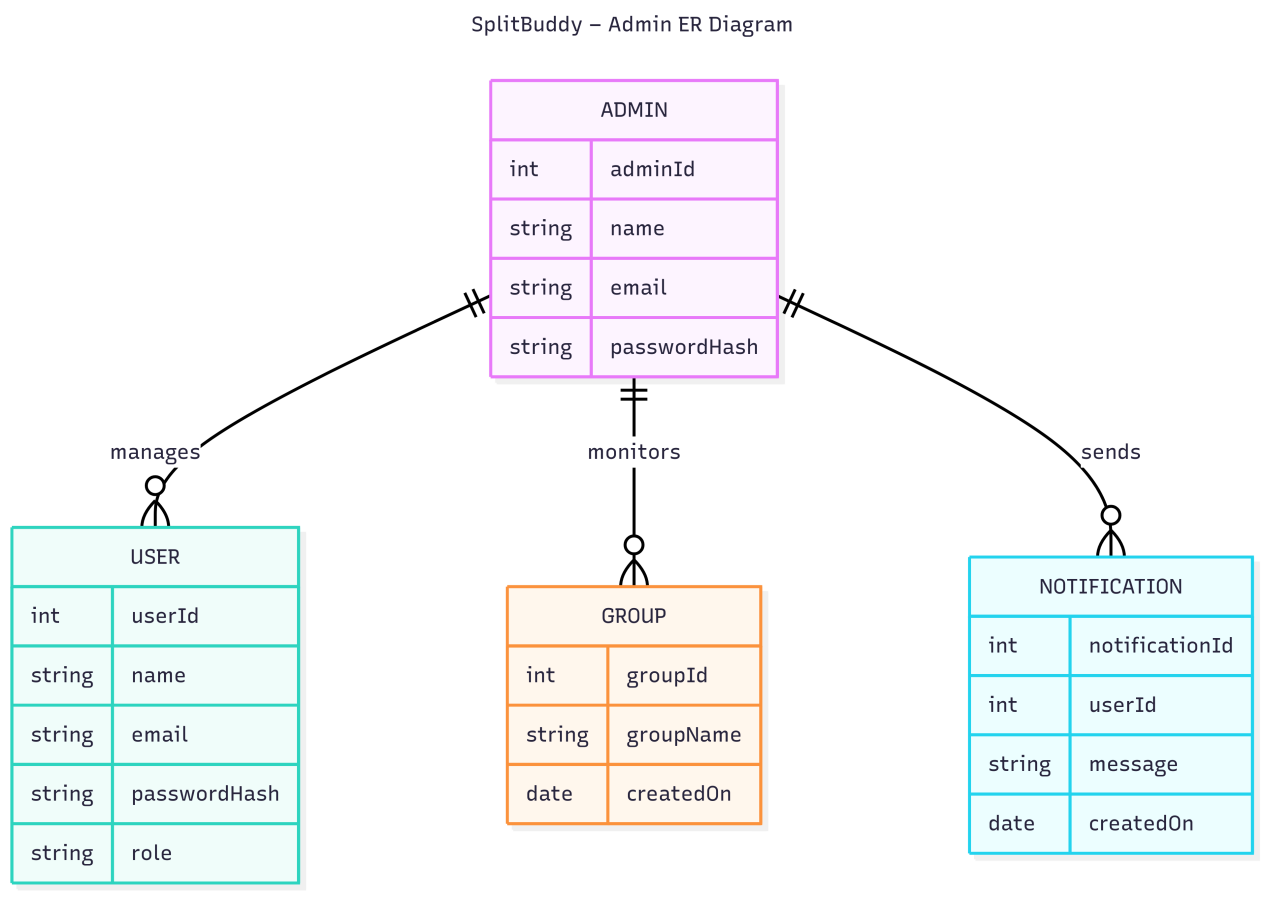 SplitBuddy – Admin ER Diagram
ADMIN
int adminId
string name
string email
string passwordHash
manages
monitors
sends
USER
int userId
string name
string email
string passwordHash
string role
GROUP
int groupId
string groupName
date createdOn
NOTIFICATION
int notificationId
int userId
string message
date createdOn